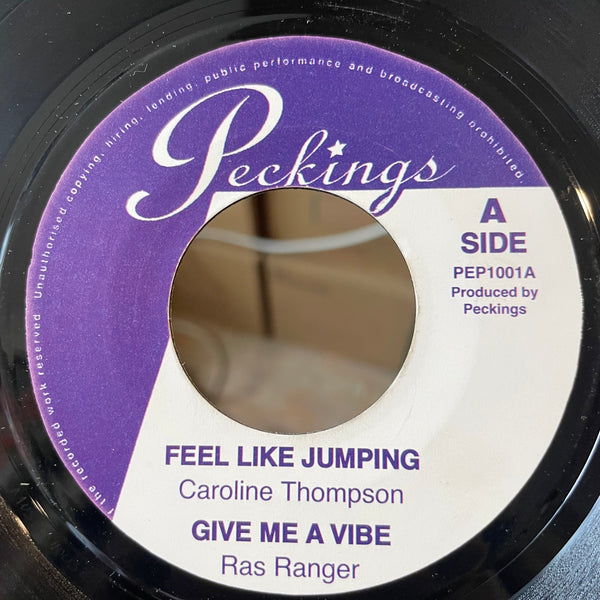 the recorded work reserved. Unauthorised copying, hiring, lending, public performance and broadcasting prohibited.
Peckings
A
SIDE
PEP1001A
Produced by
Peckings
FEEL LIKE JUMPING
Caroline Thompson
GIVE ME A VIBE
Ras Ranger